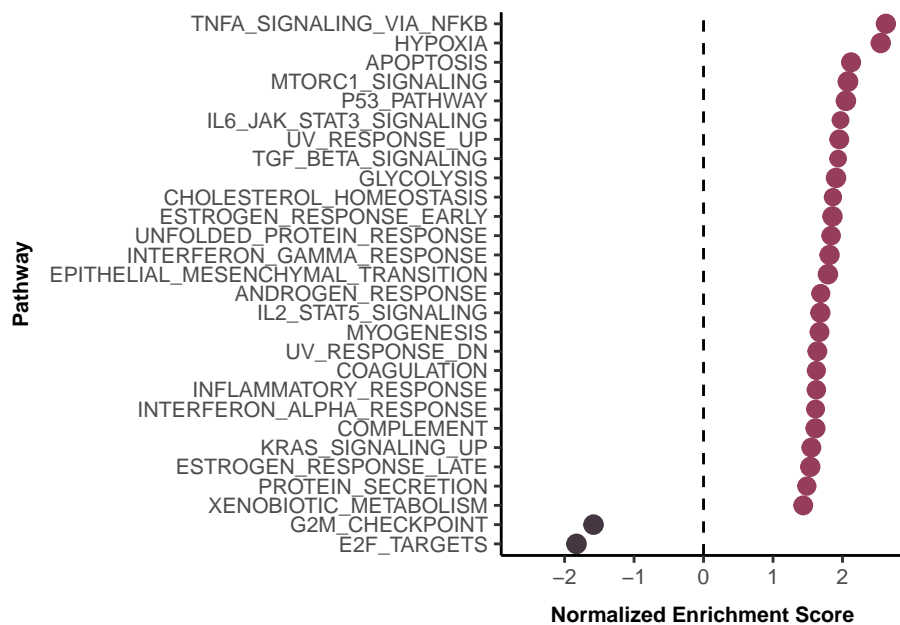 TNFA_SIGNALING_VIA_NFKB
HYPOXIA
APOPTOSIS
MTORC1_SIGNALING
P53_PATHWAY
IL6_JAK_STAT3_SIGNALING
UV_RESPONSE_UP
TGF_BETA_SIGNALING
GLYCOLYSIS
CHOLESTEROL_HOMEOSTASIS
ESTROGEN_RESPONSE_EARLY
UNFOLDED_PROTEIN_RESPONSE
INTERFERON_GAMMA_RESPONSE
EPITHELIAL_MESENCHYMAL_TRANSITION
ANDROGEN_RESPONSE
IL2_STAT5_SIGNALING
MYOGENESIS
UV_RESPONSE_DN
COAGULATION
INFLAMMATORY_RESPONSE
INTERFERON_ALPHA_RESPONSE
COMPLEMENT
KRAS_SIGNALING_UP
ESTROGEN_RESPONSE_LATE
PROTEIN_SECRETION
XENOBIOTIC_METABOLISM
G2M_CHECKPOINT
E2F_TARGETS
Pathway
−2 −1 0 1 2
Normalized Enrichment Score